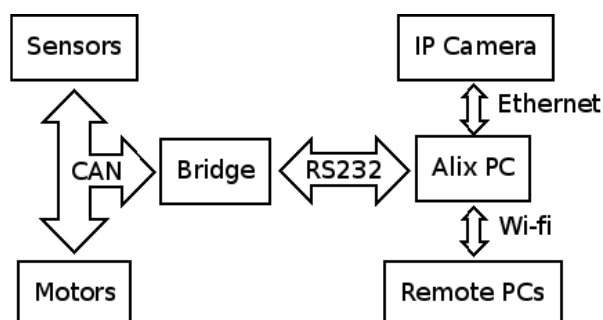 Sensors
IP Camera
Ethernet
CAN
Bridge
RS232
Alix PC
Wi-fi
Motors
Remote PCs